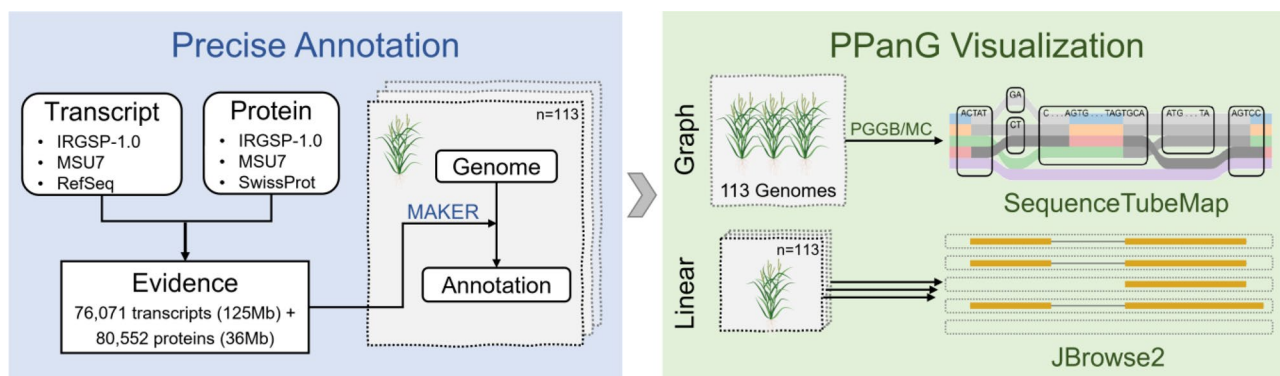 Precise Annotation
Transcript
• IRGSP-1.0
• MSU7
• RefSeq
Protein
• IRGSP-1.0
• MSU7
• SwissProt
Evidence
76,071 transcripts (125Mb) +
80,552 proteins (36Mb)
n=113
Genome
MAKER
Annotation
PPanG Visualization
Graph
113 Genomes
PGGB/MC
ACTAT
GA
CT
C...AGTG.....TAGTGCA
ATG....TA
AGTCC
SequenceTubeMap
Linear
n=113
JBrowse2